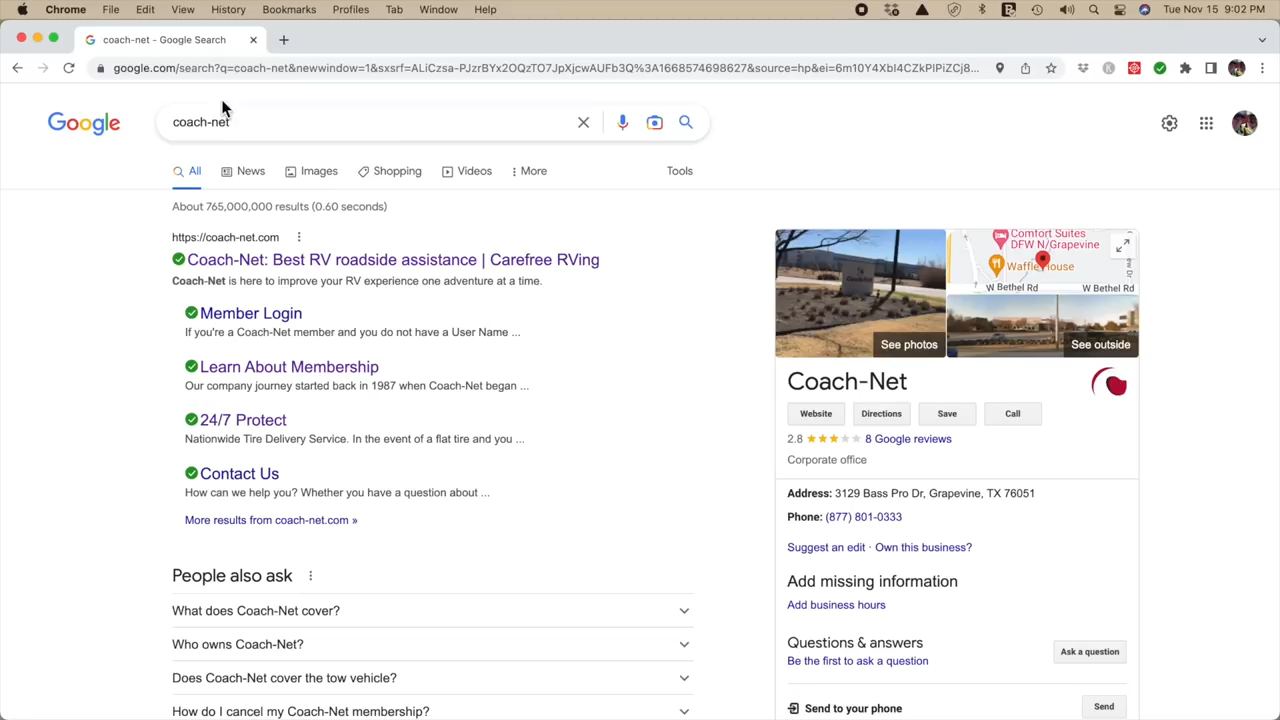 Chrome File Edit View History Bookmarks Profiles Tab Window Help Tue Nov 15 9:02 PM
coach-net - Google Search
google.com/search?q=coach-net&newwindow=1&sxsrf=ALiCzsa-PJzrBYx2OQzTO7JpXjcwAUFb3Q%3A1668574698627&source=hp&ei=6m10Y4XbI4CZkPIPiZCj8...
Google
coach-net
All News Images Shopping Videos More Tools
About 765,000,000 results (0.60 seconds)
https://coach-net.com
Coach-Net: Best RV roadside assistance | Carefree RVing
Coach-Net is here to improve your RV experience one adventure at a time.
Member Login
If you're a Coach-Net member and you do not have a User Name ...
Learn About Membership
Our company journey started back in 1987 when Coach-Net began ...
24/7 Protect
Nationwide Tire Delivery Service. In the event of a flat tire and you ...
Contact Us
How can we help you? Whether you have a question about ...
More results from coach-net.com »
People also ask
What does Coach-Net cover?
Who owns Coach-Net?
Does Coach-Net cover the tow vehicle?
How do I cancel my Coach-Net membership?
Comfort Suites
DFW N/Grapevine
Waffle House
W Bethel Rd W Bethel Rd
See photos
See outside
Coach-Net
Website Directions Save Call
2.8 8 Google reviews
Corporate office
Address: 3129 Bass Pro Dr, Grapevine, TX 76051
Phone: (877) 801-0333
Suggest an edit · Own this business?
Add missing information
Add business hours
Questions & answers
Be the first to ask a question
Ask a question
Send to your phone
Send